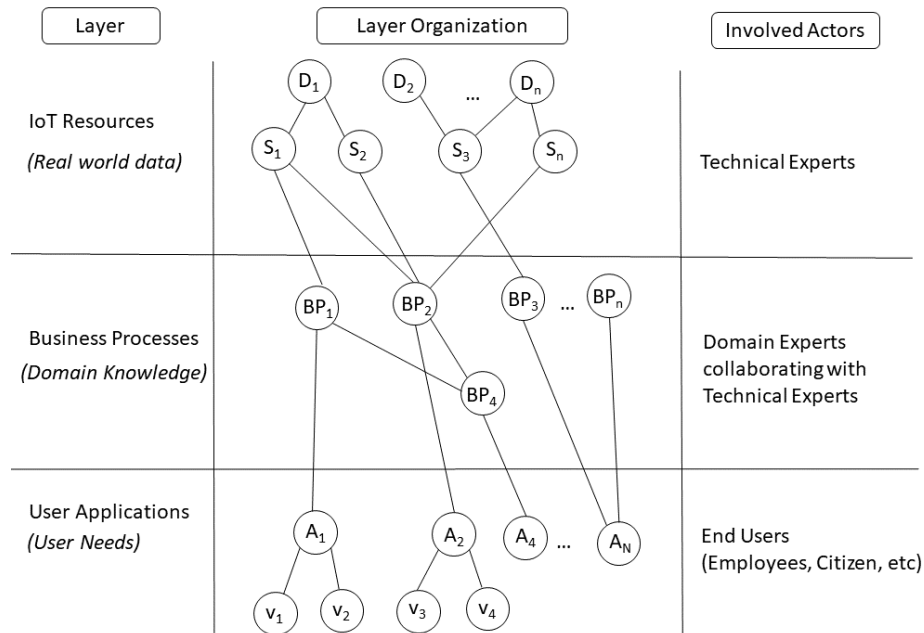 Layer
Layer Organization
Involved Actors
D1
D2
...
Dn
IoT Resources
(Real world data)
S1
S2
S3
Sn
Technical Experts
BP1
BP2
BP3
...
BPn
Business Processes
(Domain Knowledge)
BP4
Domain Experts
collaborating with
Technical Experts
User Applications
(User Needs)
A1
A2
A4
...
AN
End Users
(Employees, Citizen, etc)
v1
v2
v3
v4